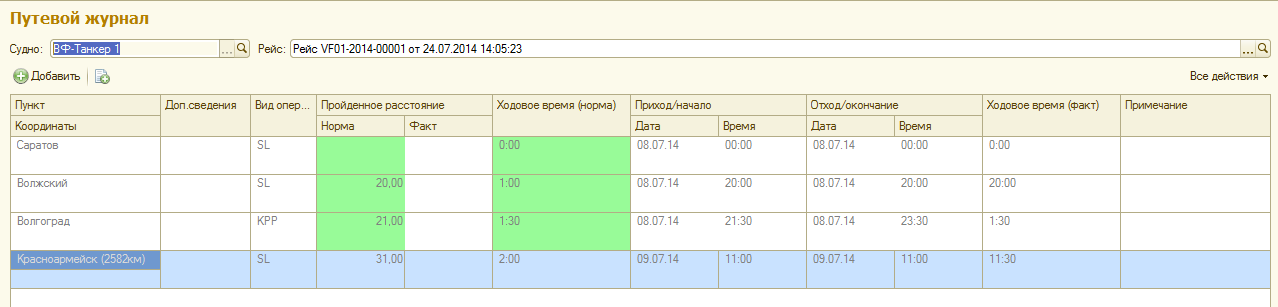 Путевой журнал
Судно: ВФ-Танкер 1 ... Рейс: Рейс VF01-2014-00001 от 24.07.2014 14:05:23 ...
Добавить Все действия
Пункт Доп.сведения Вид опер... Пройденное расстояние Ходовое время (норма) Приход/начало Отход/окончание Ходовое время (факт) Примечание
Координаты Норма Факт Дата Время Дата Время
Саратов SL 0:00 08.07.14 00:00 08.07.14 00:00 0:00
Волжский SL 20,00 1:00 08.07.14 20:00 08.07.14 20:00 20:00
Волгоград KPP 21,00 1:30 08.07.14 21:30 08.07.14 23:30 1:30
Красноармейск (2582км) SL 31,00 2:00 09.07.14 11:00 09.07.14 11:00 11:30